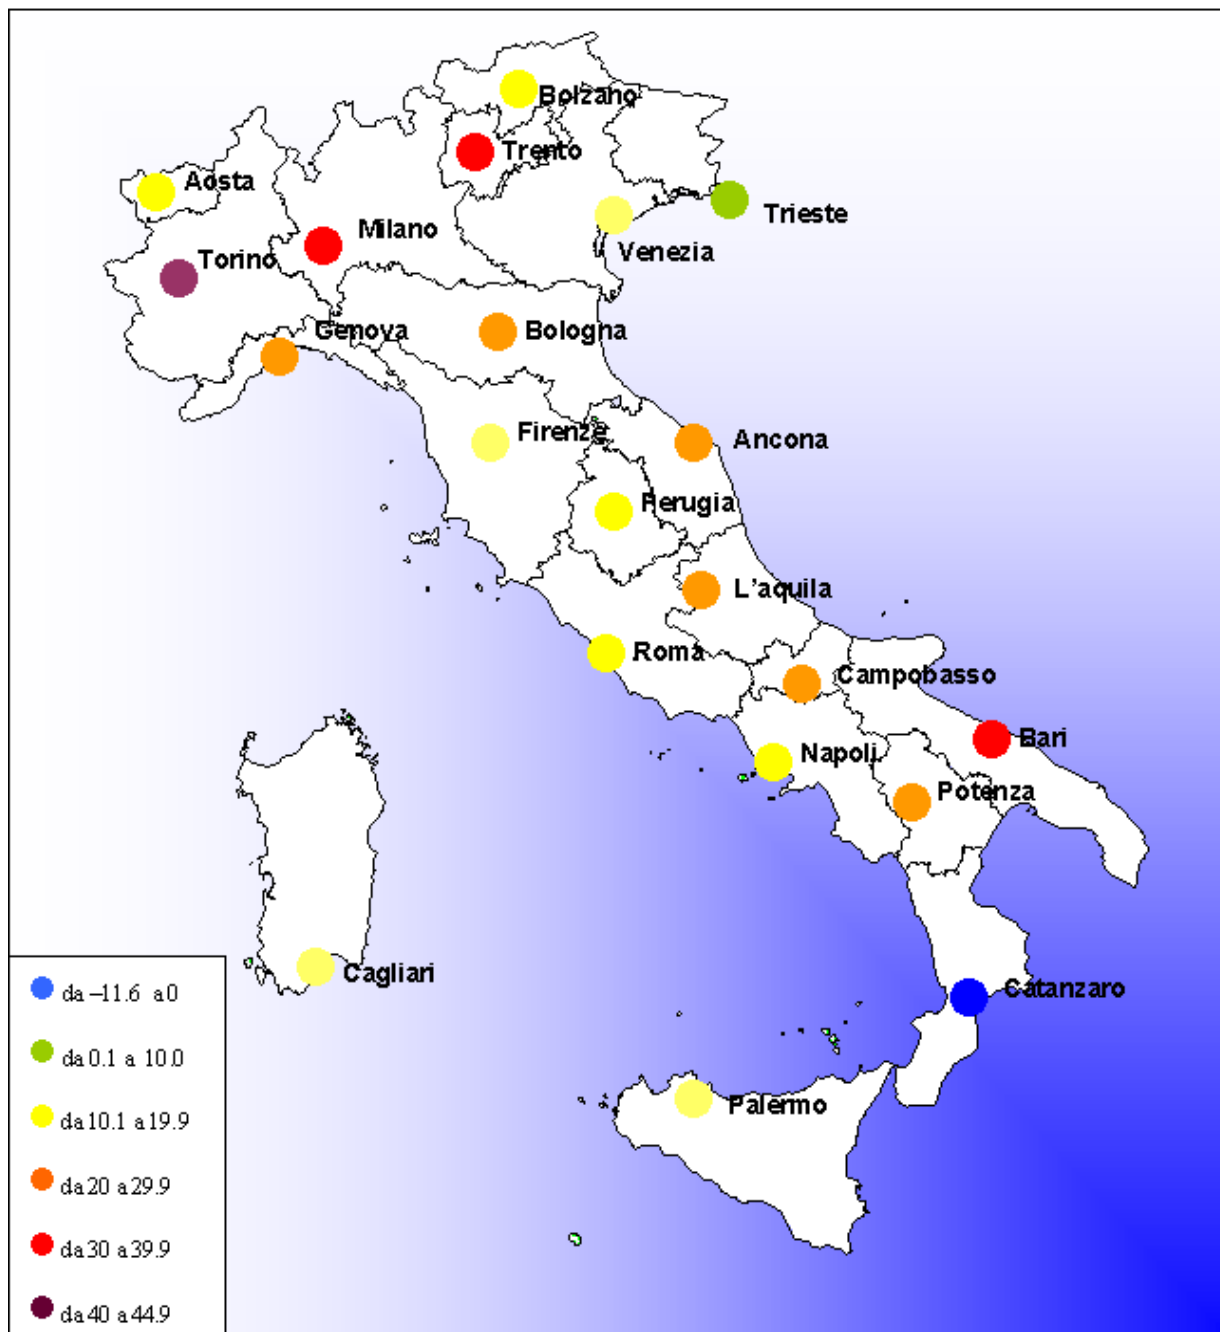 Bolzano
Trento
Aosta
Trieste
Milano
Venezia
Torino
Genova
Bologna
Firenze
Ancona
Perugia
L'aquila
Roma
Campobasso
Bari
Napoli
Potenza
Cagliari
Catanzaro
Palermo
da –11.6 a 0
da 0.1 a 10.0
da 10.1 a 19.9
da 20 a 29.9
da 30 a 39.9
da 40 a 44.9